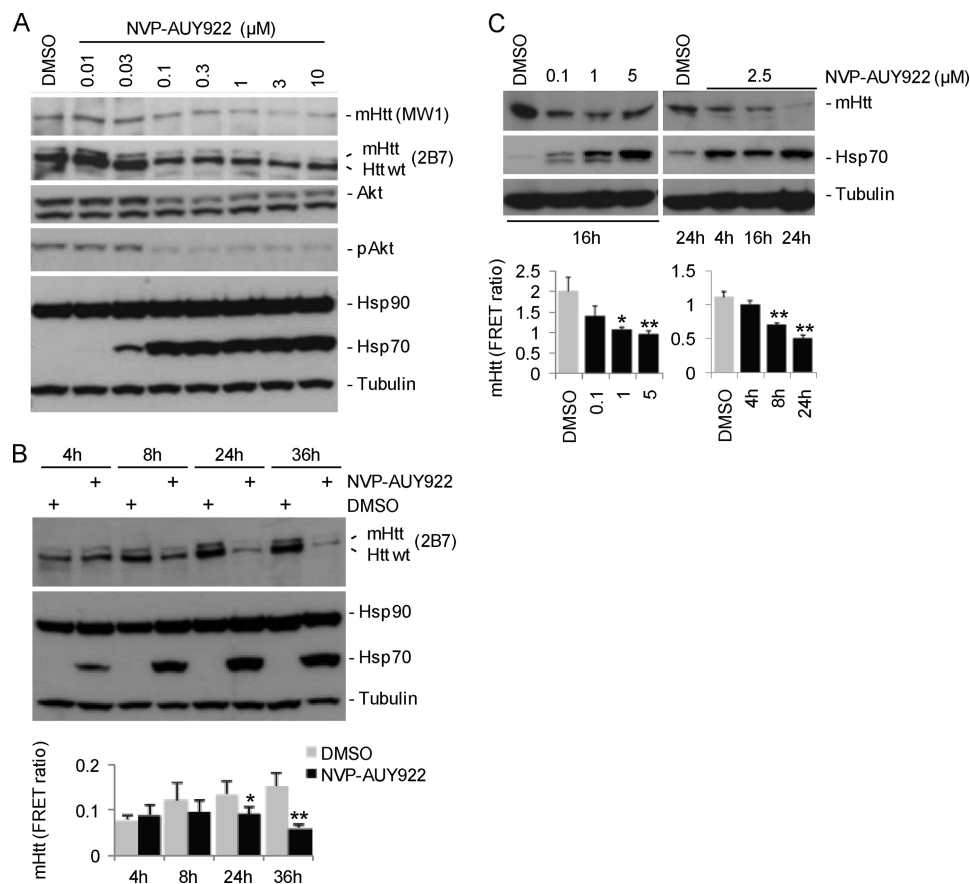 A
NVP-AUY922 (μM)
DMSO 0.01 0.03 0.1 0.3 1 3 10
- mHtt (MW1)
mHtt
Htt wt (2B7)
- Akt
- pAkt
- Hsp90
- Hsp70
- Tubulin
B
4h 8h 24h 36h
+ + + + NVP-AUY922
+ + + + DMSO
mHtt
Htt wt (2B7)
- Hsp90
- Hsp70
- Tubulin
mHtt (FRET ratio)
0.2
0.1
0
DMSO
NVP-AUY922
* **
4h 8h 24h 36h
C
DMSO 0.1 1 5 DMSO 2.5 NVP-AUY922 (μM)
- mHtt
- Hsp70
- Tubulin
16h 24h 4h 16h 24h
mHtt (FRET ratio)
2.5
2
1.5
1
0.5
0
* **
DMSO 0.1 1 5
1.5
1
0.5
0
** **
DMSO 4h 8h 24h